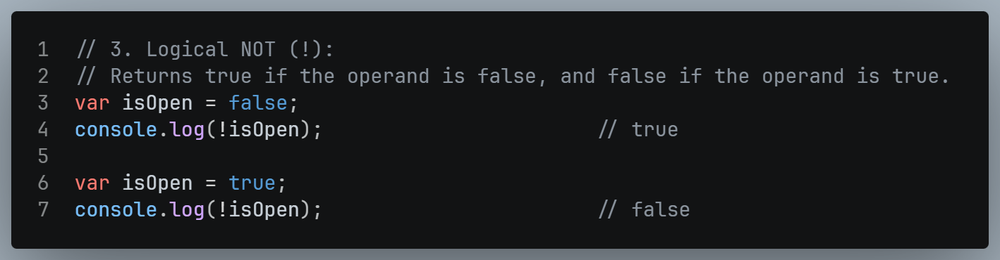 1 // 3. Logical NOT (!):
2 // Returns true if the operand is false, and false if the operand is true.
3 var isOpen = false;
4 console.log(!isOpen); // true
5
6 var isOpen = true;
7 console.log(!isOpen); // false